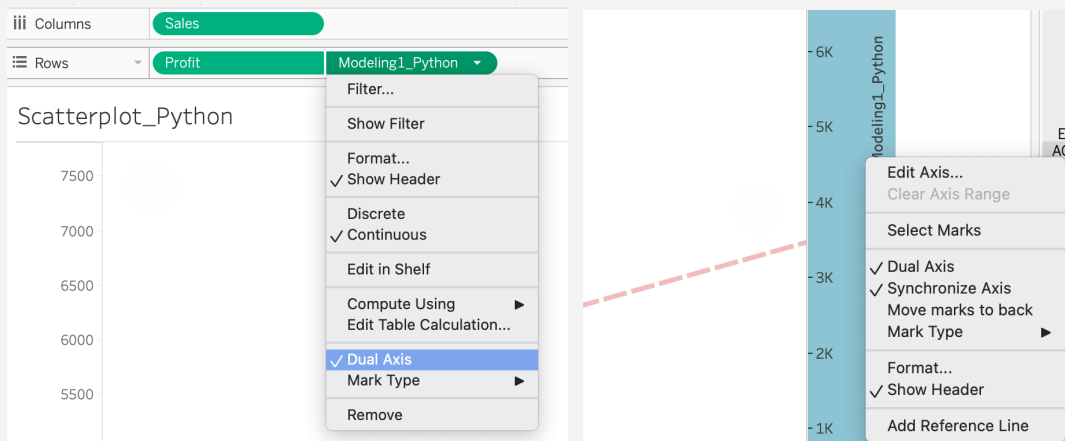 Columns
Sales
Rows
Profit
Modeling1_Python
Scatterplot_Python
7500
7000
6500
6000
5500
Filter...
Show Filter
Format...
Show Header
Discrete
Continuous
Edit in Shelf
Compute Using
Edit Table Calculation...
Dual Axis
Mark Type
Remove
6K
5K
4K
3K
2K
1K
Modeling1_Python
E
AC
Edit Axis...
Clear Axis Range
Select Marks
Dual Axis
Synchronize Axis
Move marks to back
Mark Type
Format...
Show Header
Add Reference Line